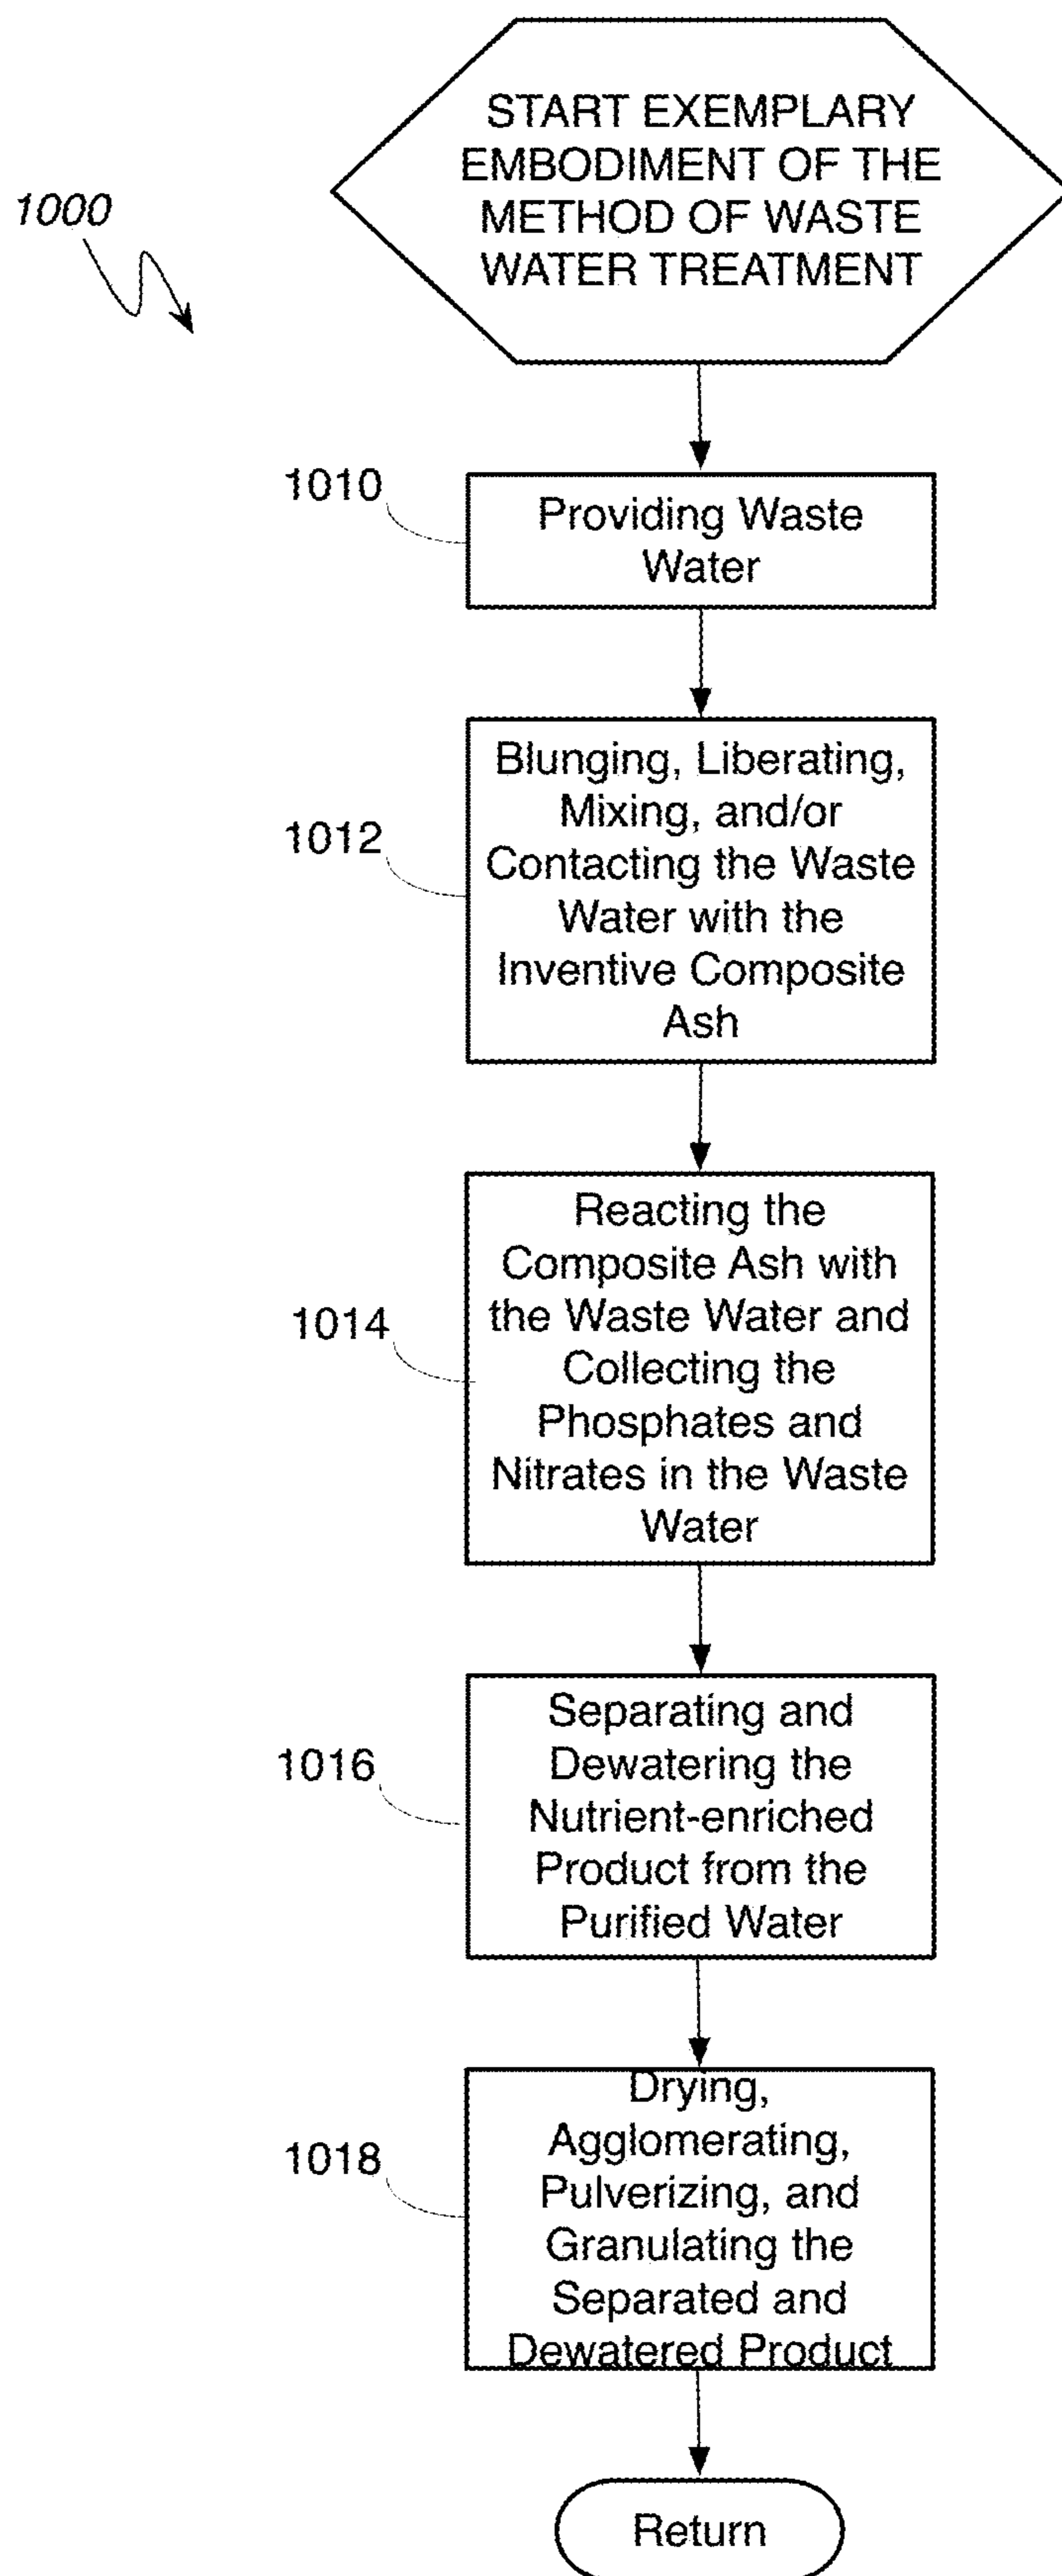 START EXEMPLARY
EMBODIMENT OF THE
METHOD OF WASTE
WATER TREATMENT
1000
1010
Providing Waste
Water
1012
Blunging, Liberating,
Mixing, and/or
Contacting the Waste
Water with the
Inventive Composite
Ash
1014
Reacting the
Composite Ash with
the Waste Water and
Collecting the
Phosphates and
Nitrates in the Waste
Water
1016
Separating and
Dewatering the
Nutrient-enriched
Product from the
Purified Water
1018
Drying,
Agglomerating,
Pulverizing, and
Granulating the
Separated and
Dewatered Product
Return